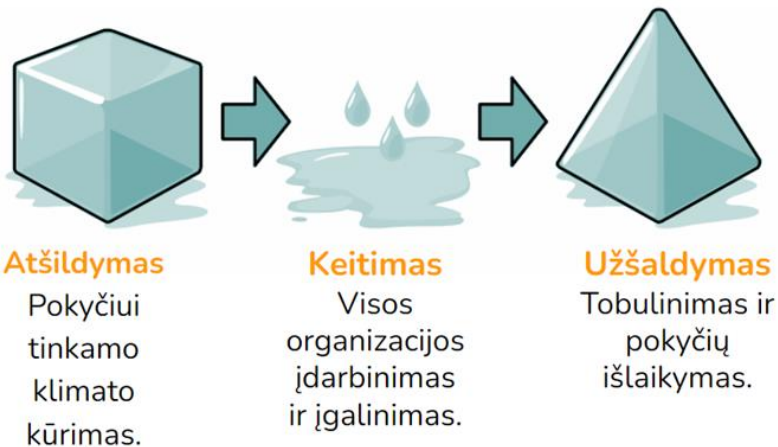 Atšildymas
Pokyčiui
tinkamo
klimato
kūrimas.
Keitimas
Visos
organizacijos
įdarbinimas
ir įgalinimas.
Užšaldymas
Tobulinimas ir
pokyčių
išlaikymas.